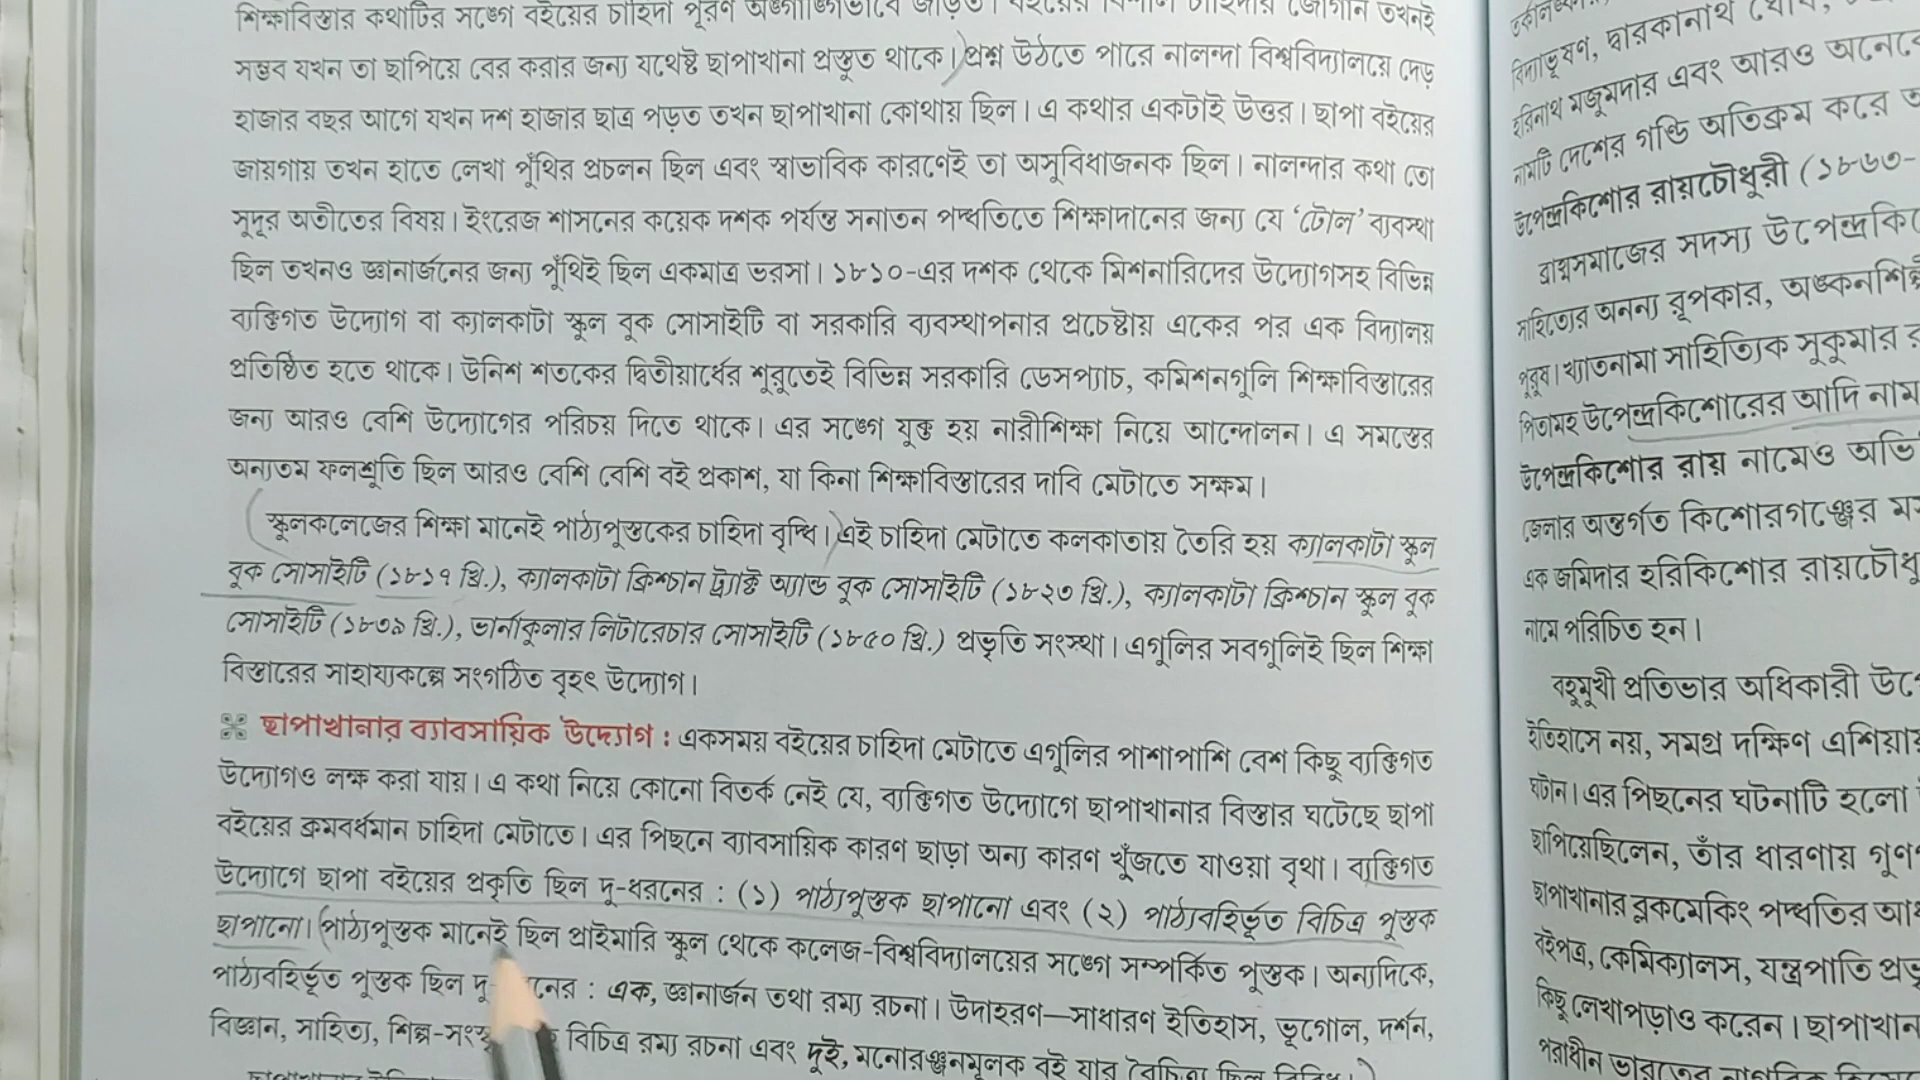 শিক্ষাবিস্তার কথাটির সঙ্গে বইয়ের চাহিদা পূরণ অঙ্গাঙ্গিভাবে জড়িত। বইয়ের চাহিদার জোগান তখনই
সম্ভব যখন তা ছাপিয়ে বের করার জন্য যথেষ্ট ছাপাখানা প্রস্তুত থাকে। প্রশ্ন উঠতে পারে নালন্দা বিশ্ববিদ্যালয়ে দেড়
হাজার বছর আগে যখন দশ হাজার ছাত্র পড়ত তখন ছাপাখানা কোথায় ছিল। এ কথার একটাই উত্তর। ছাপা বইয়ের
জায়গায় তখন হাতে লেখা পুঁথির প্রচলন ছিল এবং স্বাভাবিক কারণেই তা অসুবিধাজনক ছিল। নালন্দার কথা তো
সুদূর অতীতের বিষয়। ইংরেজ শাসনের কয়েক দশক পর্যন্ত সনাতন পদ্ধতিতে শিক্ষাদানের জন্য যে ‘টোল’ ব্যবস্থা
ছিল তখনও জ্ঞানার্জনের জন্য পুঁথিই ছিল একমাত্র ভরসা। ১৮১০-এর দশক থেকে মিশনারিদের উদ্যোগসহ বিভিন্ন
ব্যক্তিগত উদ্যোগ বা ক্যালকাটা স্কুল বুক সোসাইটি বা সরকারি ব্যবস্থাপনার প্রচেষ্টায় একের পর এক বিদ্যালয়
প্রতিষ্ঠিত হতে থাকে। উনিশ শতকের দ্বিতীয়ার্ধের শুরুতেই বিভিন্ন সরকারি ডেসপ্যাচ, কমিশনগুলি শিক্ষাবিস্তারের
জন্য আরও বেশি উদ্যোগের পরিচয় দিতে থাকে। এর সঙ্গে যুক্ত হয় নারীশিক্ষা নিয়ে আন্দোলন। এ সমস্তের
অন্যতম ফলশ্রুতি ছিল আরও বেশি বেশি বই প্রকাশ, যা কিনা শিক্ষাবিস্তারের দাবি মেটাতে সক্ষম।
স্কুলকলেজের শিক্ষা মানেই পাঠ্যপুস্তকের চাহিদা বৃদ্ধি। এই চাহিদা মেটাতে কলকাতায় তৈরি হয় ক্যালকাটা স্কুল
বুক সোসাইটি (১৮১৭ খ্রি.), ক্যালকাটা ক্রিশ্চান ট্র্যাক্ট অ্যান্ড বুক সোসাইটি (১৮২৩ খ্রি.), ক্যালকাটা ক্রিশ্চান স্কুল বুক
সোসাইটি (১৮৩৯ খ্রি.), ভার্নাকুলার লিটারেচার সোসাইটি (১৮৫০ খ্রি.) প্রভৃতি সংস্থা। এগুলির সবগুলিই ছিল শিক্ষা
বিস্তারের সাহায্যকল্পে সংগঠিত বৃহৎ উদ্যোগ।
ছাপাখানার ব্যাবসায়িক উদ্যোগ : একসময় বইয়ের চাহিদা মেটাতে এগুলির পাশাপাশি বেশ কিছু ব্যক্তিগত
উদ্যোগও লক্ষ করা যায়। এ কথা নিয়ে কোনো বিতর্ক নেই যে, ব্যক্তিগত উদ্যোগে ছাপাখানার বিস্তার ঘটেছে ছাপা
বইয়ের ক্রমবর্ধমান চাহিদা মেটাতে। এর পিছনে ব্যাবসায়িক কারণ ছাড়া অন্য কারণ খুঁজতে যাওয়া বৃথা। ব্যক্তিগত
উদ্যোগে ছাপা বইয়ের প্রকৃতি ছিল দু-ধরনের : (১) পাঠ্যপুস্তক ছাপানো এবং (২) পাঠ্যবহির্ভূত বিচিত্র পুস্তক
ছাপানো। পাঠ্যপুস্তক মানেই ছিল প্রাইমারি স্কুল থেকে কলেজ-বিশ্ববিদ্যালয়ের সঙ্গে সম্পর্কিত পুস্তক। অন্যদিকে,
পাঠ্যবহির্ভূত পুস্তক ছিল দু- নের : এক, জ্ঞানার্জন তথা রম্য রচনা। উদাহরণ—সাধারণ ইতিহাস, ভূগোল, দর্শন,
বিজ্ঞান, সাহিত্য, শিল্প-সংস্কৃ বিচিত্র রম্য রচনা এবং দুই, মনোরঞ্জনমূলক বই যার বৈচিত্র্য ছিল বিবিধ।
বিদ্যাভূষণ, দ্বারকানাথ
হরিনাথ মজুমদার এবং আরও অনেকে
নামটি দেশের গণ্ডি অতিক্রম করে
উপেন্দ্রকিশোর রায়চৌধুরী (১৮৬৩-
ব্রাহ্মসমাজের সদস্য উপেন্দ্রকি
সাহিত্যের অনন্য রূপকার, অঙ্কনশিল্প
পুরুষ। খ্যাতনামা সাহিত্যিক সুকুমার র
পিতামহ উপেন্দ্রকিশোরের আদি নাম
উপেন্দ্রকিশোর রায় নামেও অভি
জেলার অন্তর্গত কিশোরগঞ্জের ম
এক জমিদার হরিকিশোর রায়চৌধু
নামে পরিচিত হন।
বহুমুখী প্রতিভার অধিকারী উপে
ইতিহাসে নয়, সমগ্র দক্ষিণ এশিয়া
ঘটান। এর পিছনের ঘটনাটি হলো
ছাপিয়েছিলেন, তাঁর ধারণায় গুণ
ছাপাখানার ব্লকমেকিং পদ্ধতির আ
বইপত্র, কেমিক্যালস, যন্ত্রপাতি প্রভৃ
কিছু লেখাপড়াও করেন। ছাপাখান
পরাধীন ভারতের